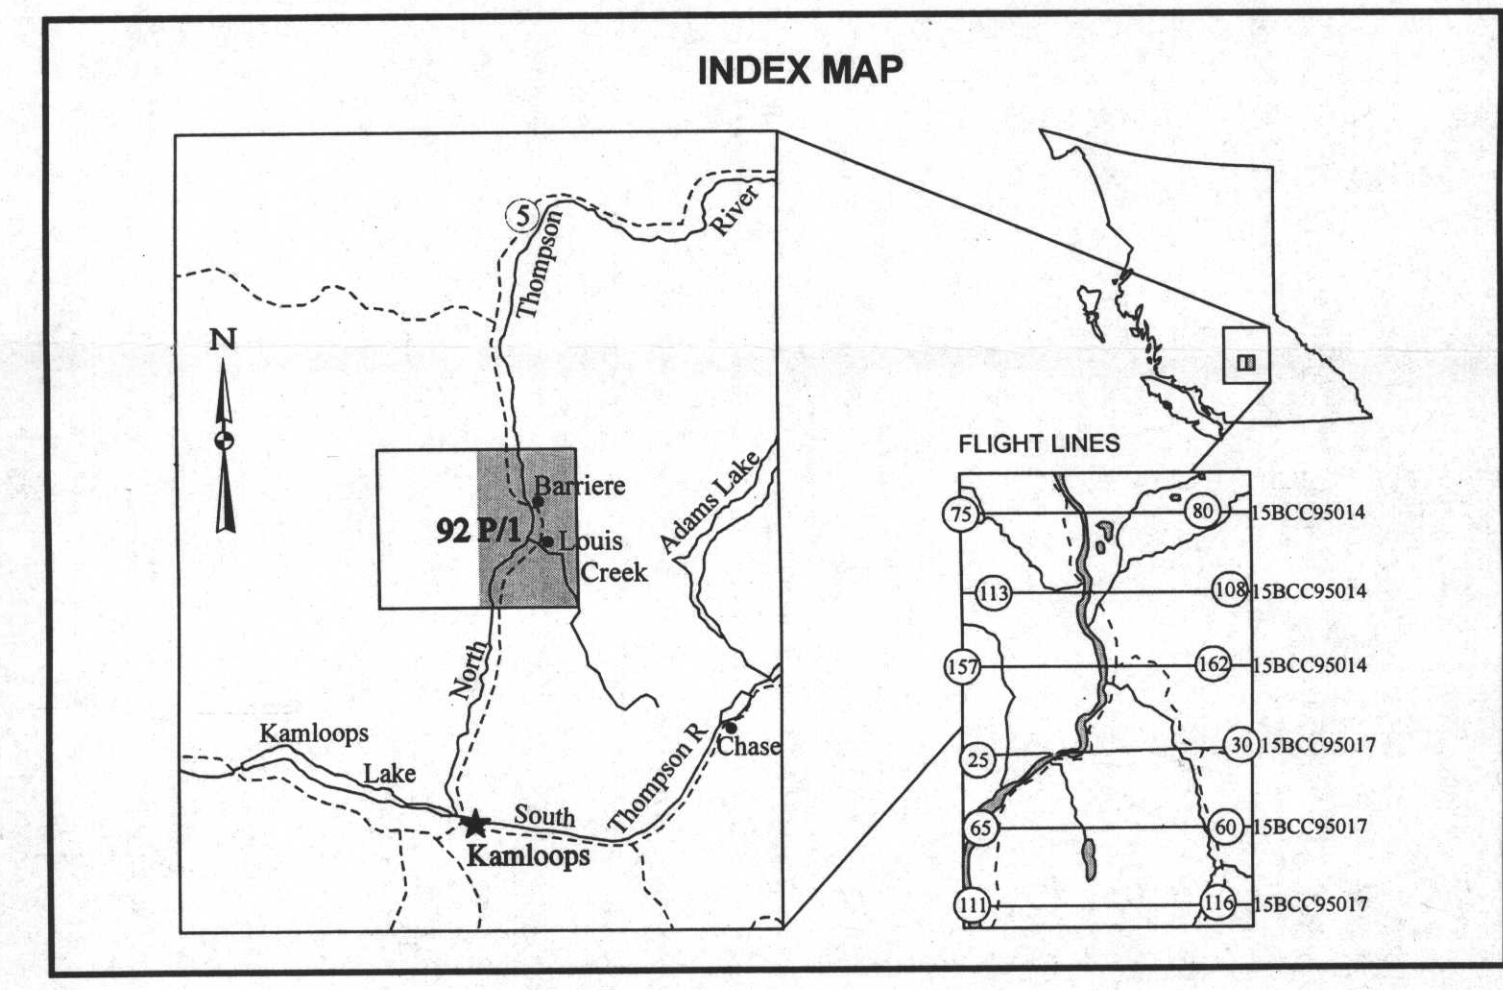 INDEX MAP
5
Thompson
River
N
Barriere
92 P/1
Louis
Creek
Adams Lake
North
Kamloops
Lake
South
Thompson R
Chase
Kamloops
FLIGHT LINES
75 80 15BCC95014
113 108 15BCC95014
157 162 15BCC95014
25 30 15BCC95017
65 60 15BCC95017
111 116 15BCC95017